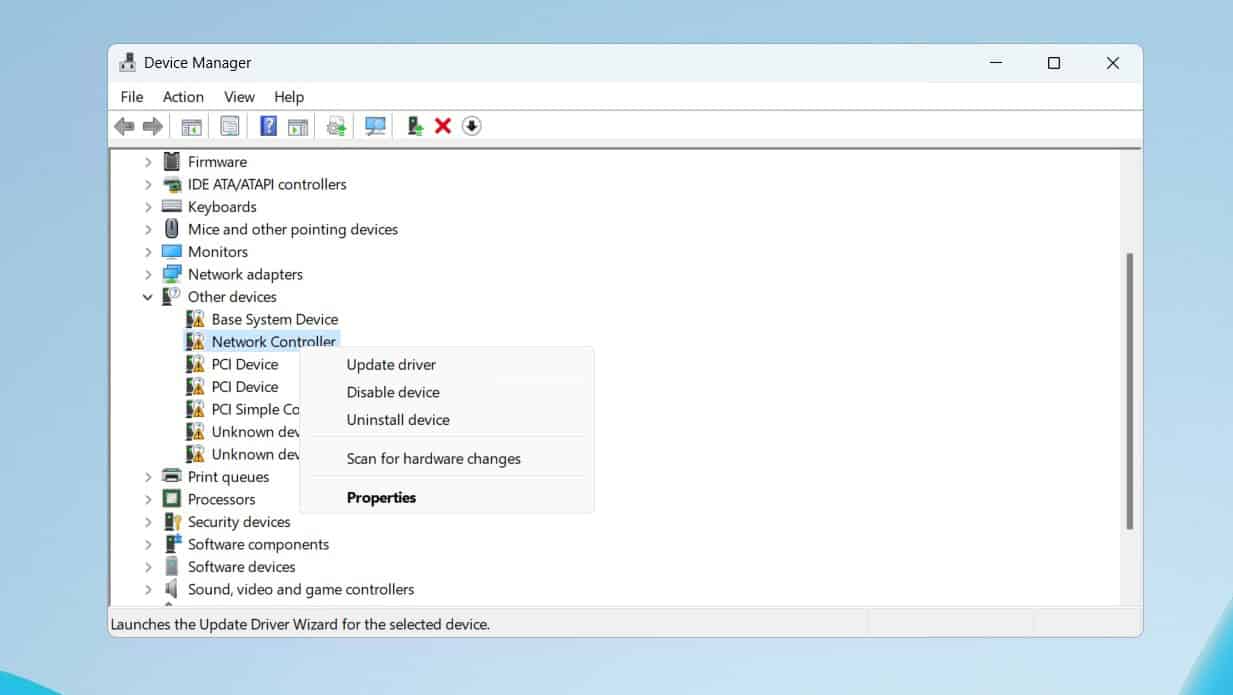 Device Manager
File Action View Help
Firmware
IDE ATA/ATAPI controllers
Keyboards
Mice and other pointing devices
Monitors
Network adapters
Other devices
Base System Device
Network Controller
PCI Device
PCI Device
PCI Simple Co
Unknown dev
Unknown dev
Update driver
Disable device
Uninstall device
Scan for hardware changes
Properties
Print queues
Processors
Security devices
Software components
Software devices
Sound, video and game controllers
Launches the Update Driver Wizard for the selected device.